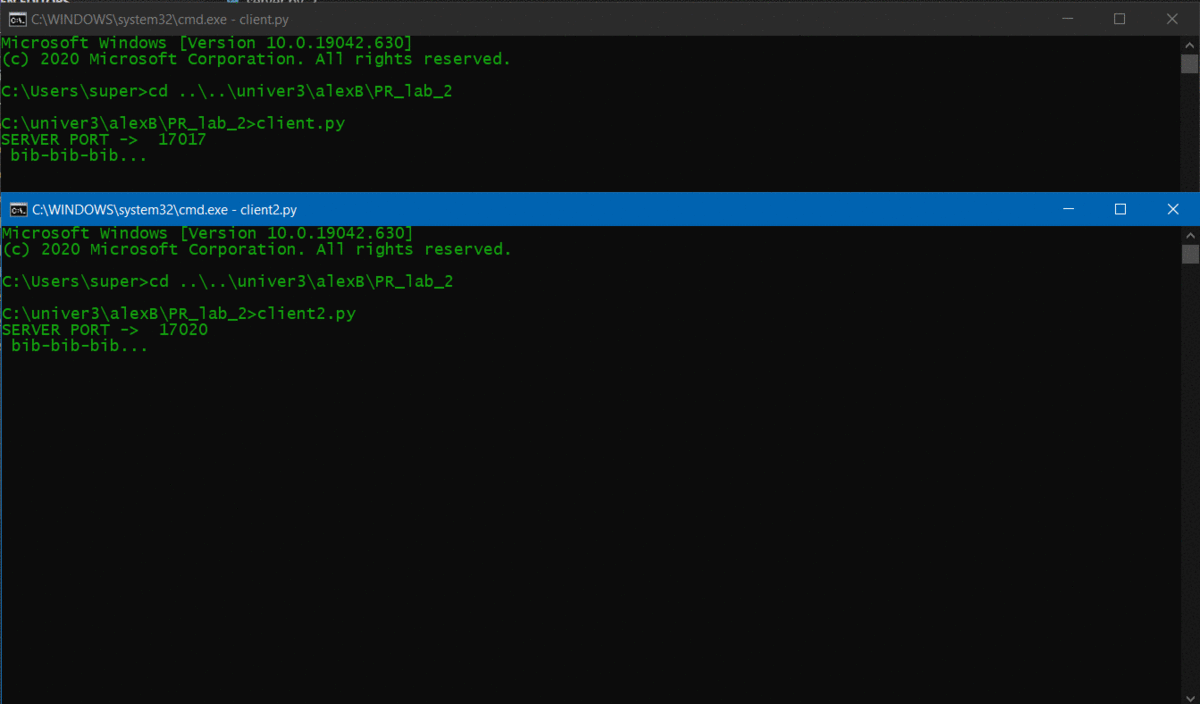 C:\WINDOWS\system32\cmd.exe - client.py
Microsoft Windows [Version 10.0.19042.630]
(c) 2020 Microsoft Corporation. All rights reserved.
C:\Users\super>cd ..\..\univer3\alexB\PR_lab_2
C:\univer3\alexB\PR_lab_2>client.py
SERVER PORT ->  17017
 bib-bib-bib...
C:\WINDOWS\system32\cmd.exe - client2.py
Microsoft Windows [Version 10.0.19042.630]
(c) 2020 Microsoft Corporation. All rights reserved.
C:\Users\super>cd ..\..\univer3\alexB\PR_lab_2
C:\univer3\alexB\PR_lab_2>client2.py
SERVER PORT ->  17020
 bib-bib-bib...